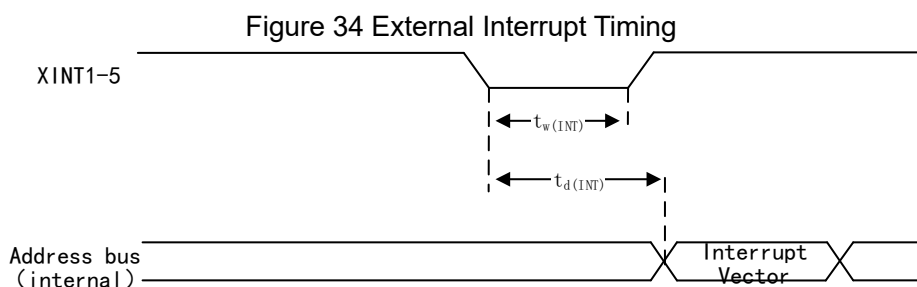 Figure 34 External Interrupt Timing
XINT1-5
tw(INT)
td(INT)
Address bus
(internal)
Interrupt
Vector